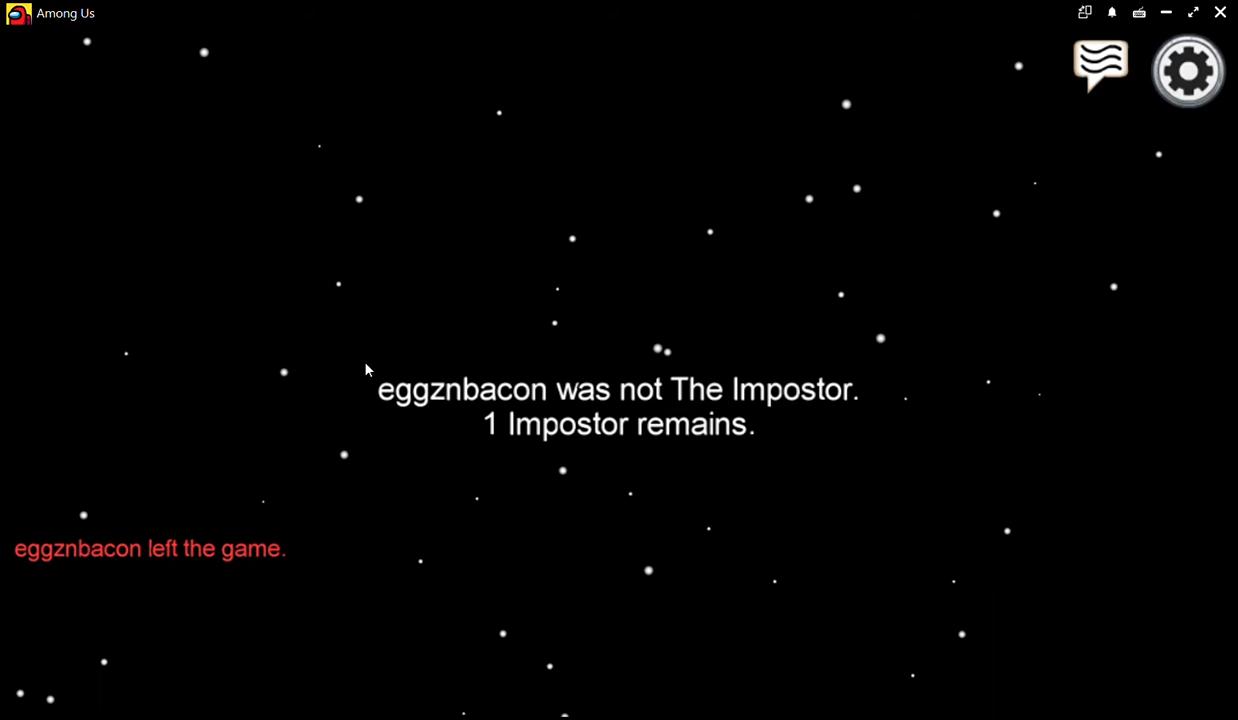 Among Us
eggznbacon was not The Impostor.
1 Impostor remains.
eggznbacon left the game.